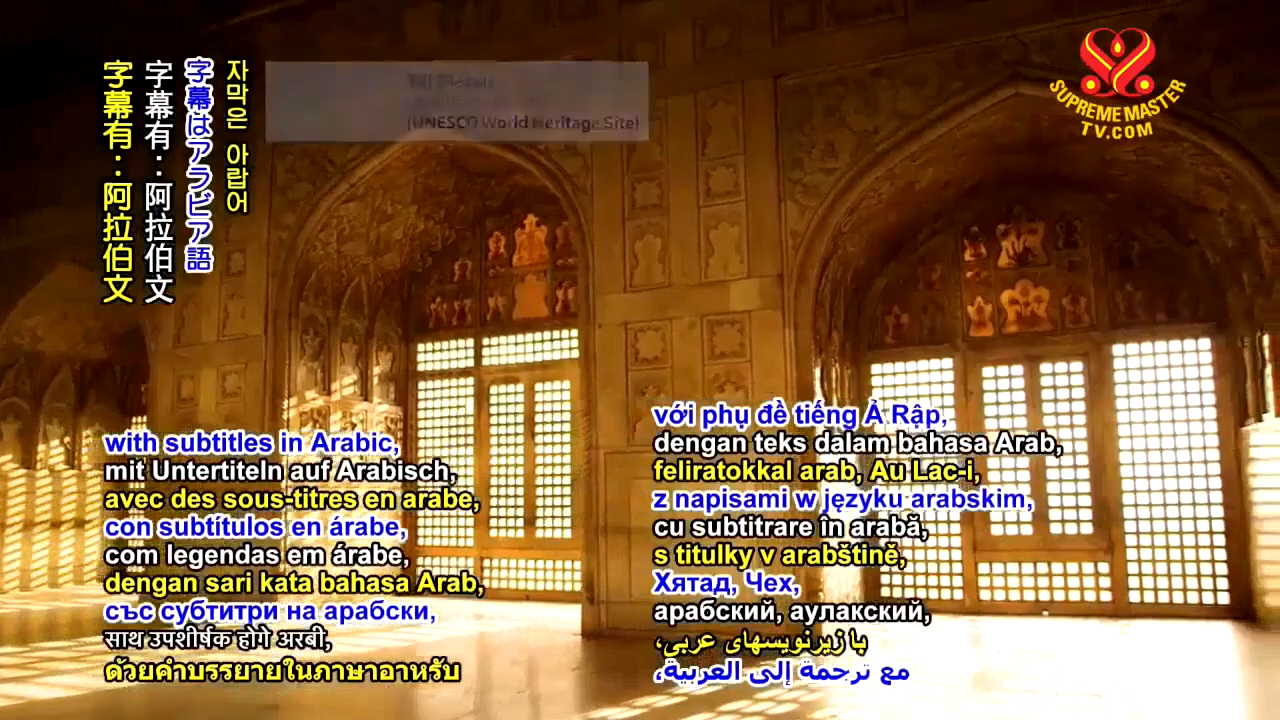 字幕有：阿拉伯文
字幕有：阿拉伯文
字幕はアラビア語
자막은 아랍어
(UNESCO World Heritage Site)
SUPREME MASTER
TV.COM
with subtitles in Arabic,
mit Untertiteln auf Arabisch,
avec des sous-titres en arabe,
con subtítulos en árabe,
com legendas em árabe,
dengan sari kata bahasa Arab,
със субтитри на арабски,
साथ उपशीर्षक होगे अरबी,
ด้วยคำบรรยายในภาษาอาหรับ
với phụ đề tiếng Ả Rập,
dengan teks dalam bahasa Arab,
feliratokkal arab, Au Lac-i,
z napisami w języku arabskim,
cu subtitrare în arabă,
s titulky v arabštině,
Хятад, Чех,
арабский, аулакский,
با زیرنویسهای عربی،
مع ترجمة إلى العربية،